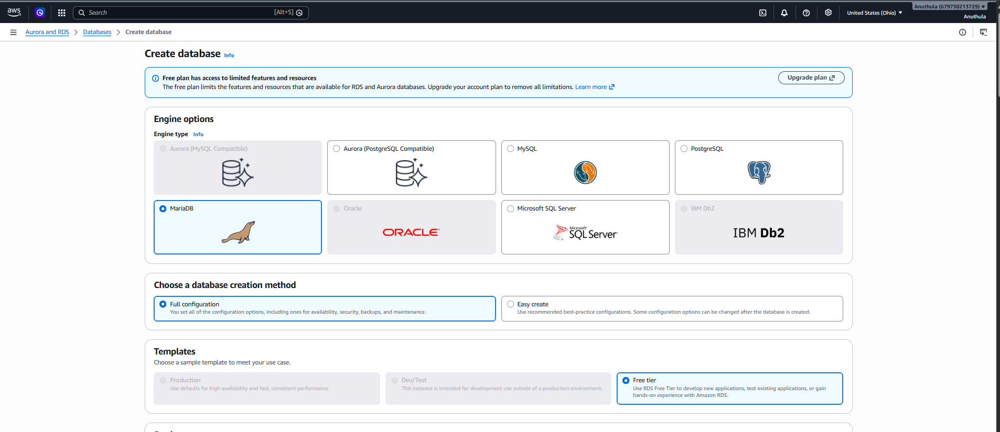 aws
Search
[Alt+S]
United States (Ohio)
Anuthula (679730213729)
Anuthula
Aurora and RDS
Databases
Create database
Create database Info
Free plan has access to limited features and resources
The free plan limits the features and resources that are available for RDS and Aurora databases. Upgrade your account plan to remove all limitations. Learn more
Upgrade plan
Engine options
Engine type Info
Aurora (MySQL Compatible)
Aurora (PostgreSQL Compatible)
MySQL
PostgreSQL
MariaDB
Oracle
ORACLE
Microsoft SQL Server
Microsoft
SQL Server
IBM Db2
IBM Db2
Choose a database creation method
Full configuration
You set all of the configuration options, including ones for availability, security, backups, and maintenance.
Easy create
Use recommended best-practice configurations. Some configuration options can be changed after the database is created.
Templates
Choose a sample template to meet your use case.
Production
Use defaults for high availability and fast, consistent performance.
Dev/Test
This instance is intended for development use outside of a production environment.
Free tier
Use RDS Free Tier to develop new applications, test existing applications, or gain
hands-on experience with Amazon RDS.